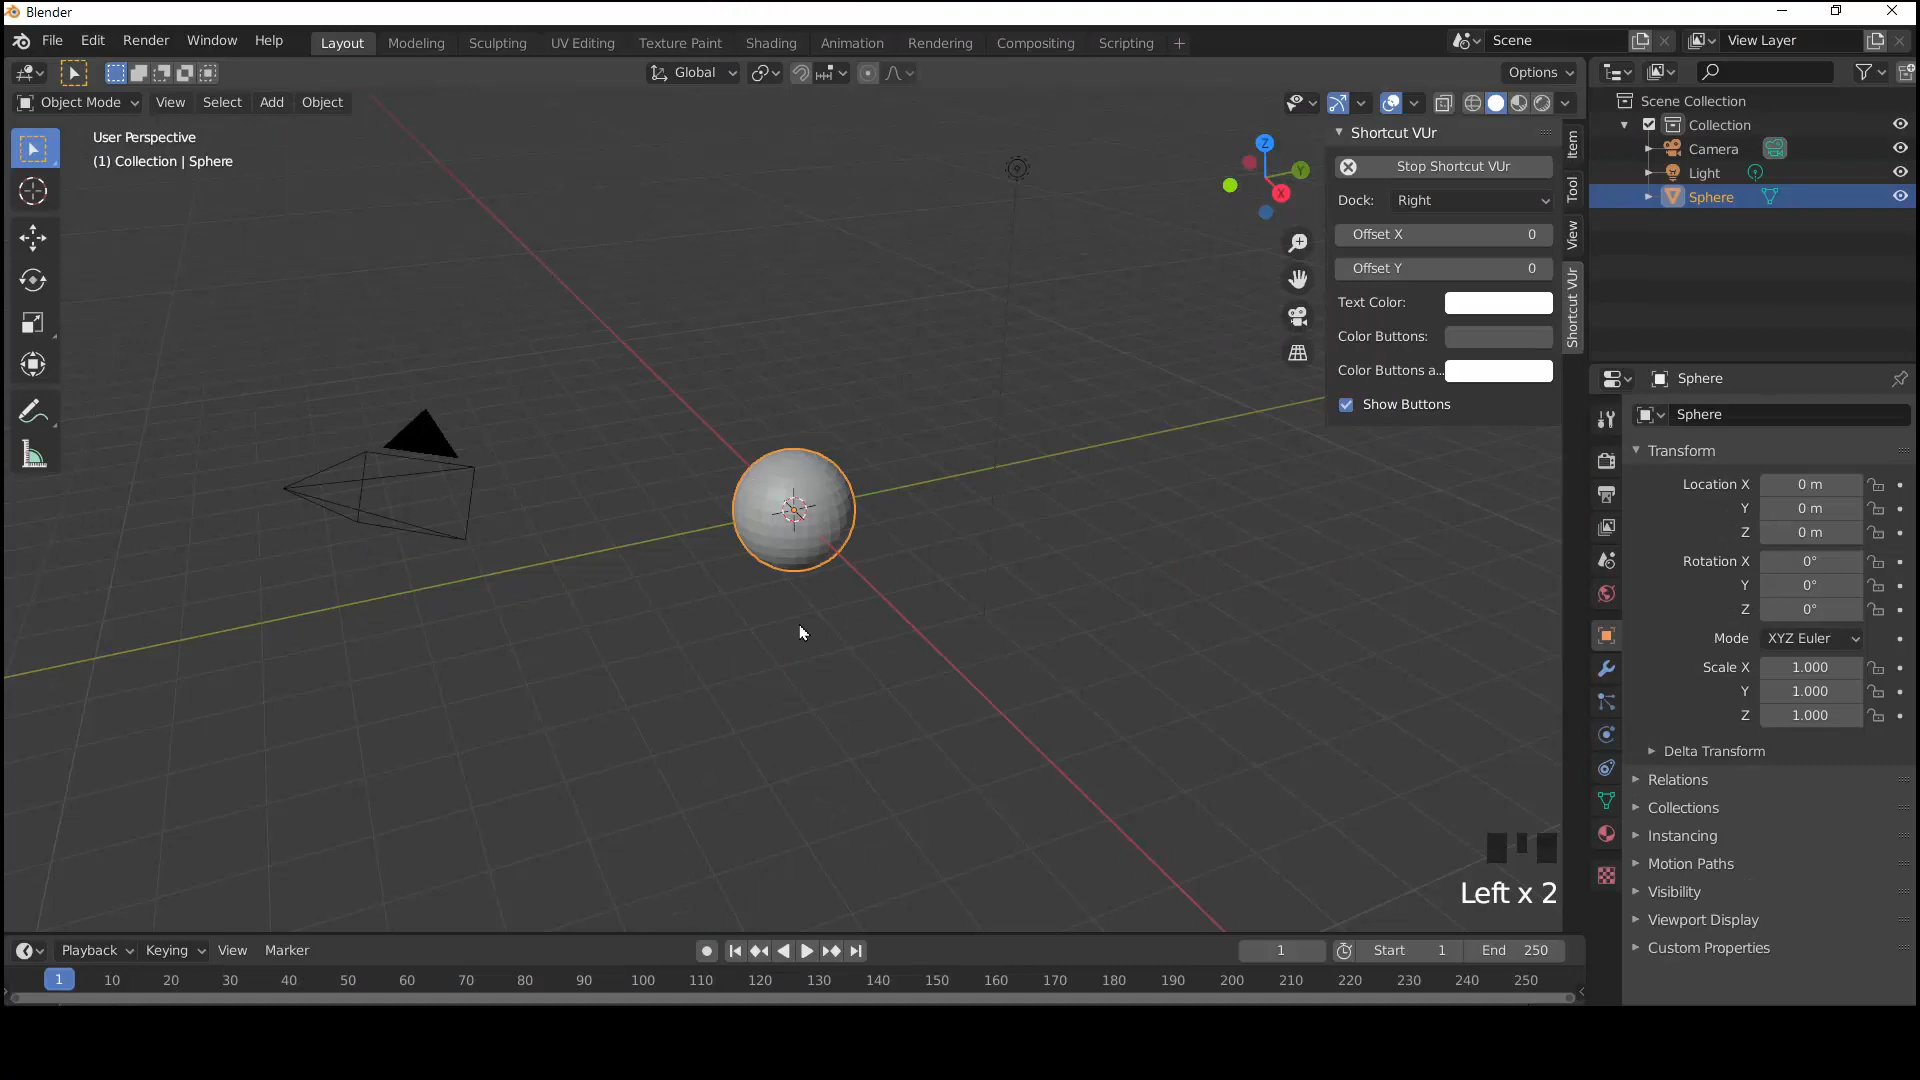 Blender
File Edit Render Window Help Layout Modeling Sculpting UV Editing Texture Paint Shading Animation Rendering Compositing Scripting + Scene View Layer
Global Options
Object Mode View Select Add Object
User Perspective
(1) Collection | Sphere
Z
Y
X
Shortcut VUr
Stop Shortcut VUr
Dock: Right
Offset X 0
Offset Y 0
Text Color:
Color Buttons:
Color Buttons a...
Show Buttons
Item
Tool
View
Shortcut VUr
Scene Collection
Collection
Camera
Light
Sphere
Sphere
Sphere
Transform
Location X 0 m
Y 0 m
Z 0 m
Rotation X 0°
Y 0°
Z 0°
Mode XYZ Euler
Scale X 1.000
Y 1.000
Z 1.000
Delta Transform
Relations
Collections
Instancing
Motion Paths
Visibility
Viewport Display
Custom Properties
Left x 2
Playback Keying View Marker 1 Start 1 End 250
1 10 20 30 40 50 60 70 80 90 100 110 120 130 140 150 160 170 180 190 200 210 220 230 240 250